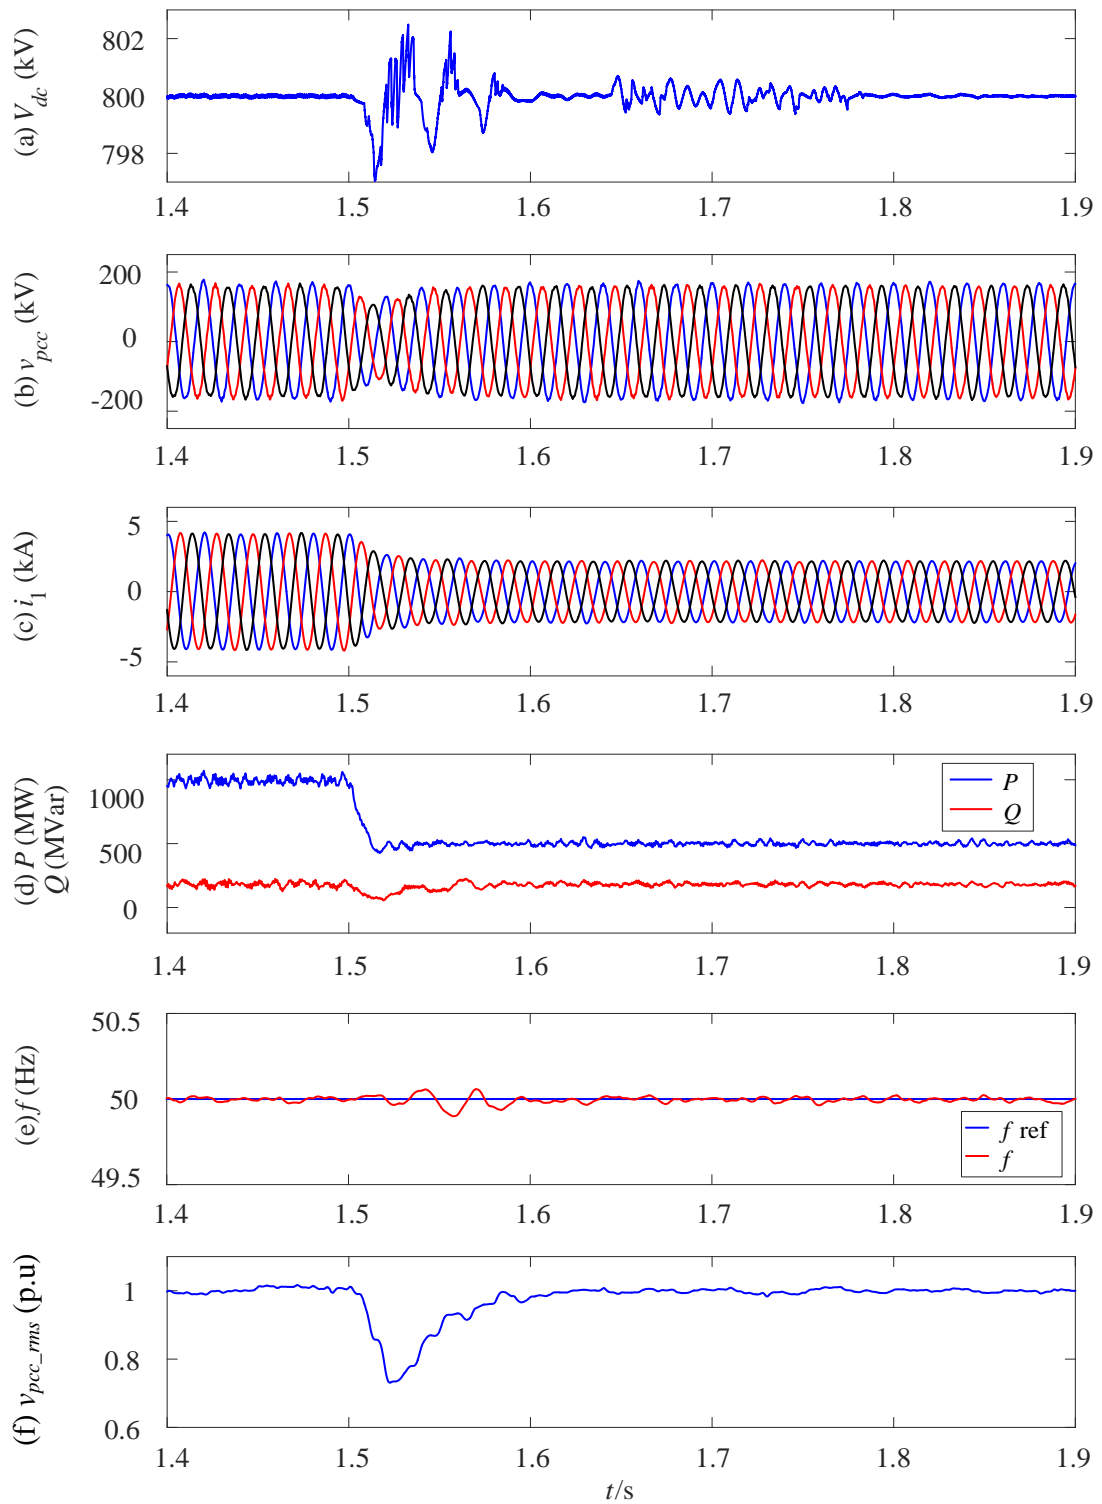 (a) V_dc (kV)
802
800
798
1.4 1.5 1.6 1.7 1.8 1.9
(b) v_pcc (kV)
200
0
-200
1.4 1.5 1.6 1.7 1.8 1.9
(c) i_1 (kA)
5
0
-5
1.4 1.5 1.6 1.7 1.8 1.9
(d) P (MW)
Q (MVar)
1000
500
0
P
Q
1.4 1.5 1.6 1.7 1.8 1.9
(e) f (Hz)
50.5
50
49.5
f ref
f
1.4 1.5 1.6 1.7 1.8 1.9
(f) v_pcc_rms (p.u)
1
0.8
0.6
1.4 1.5 1.6 1.7 1.8 1.9
t/s